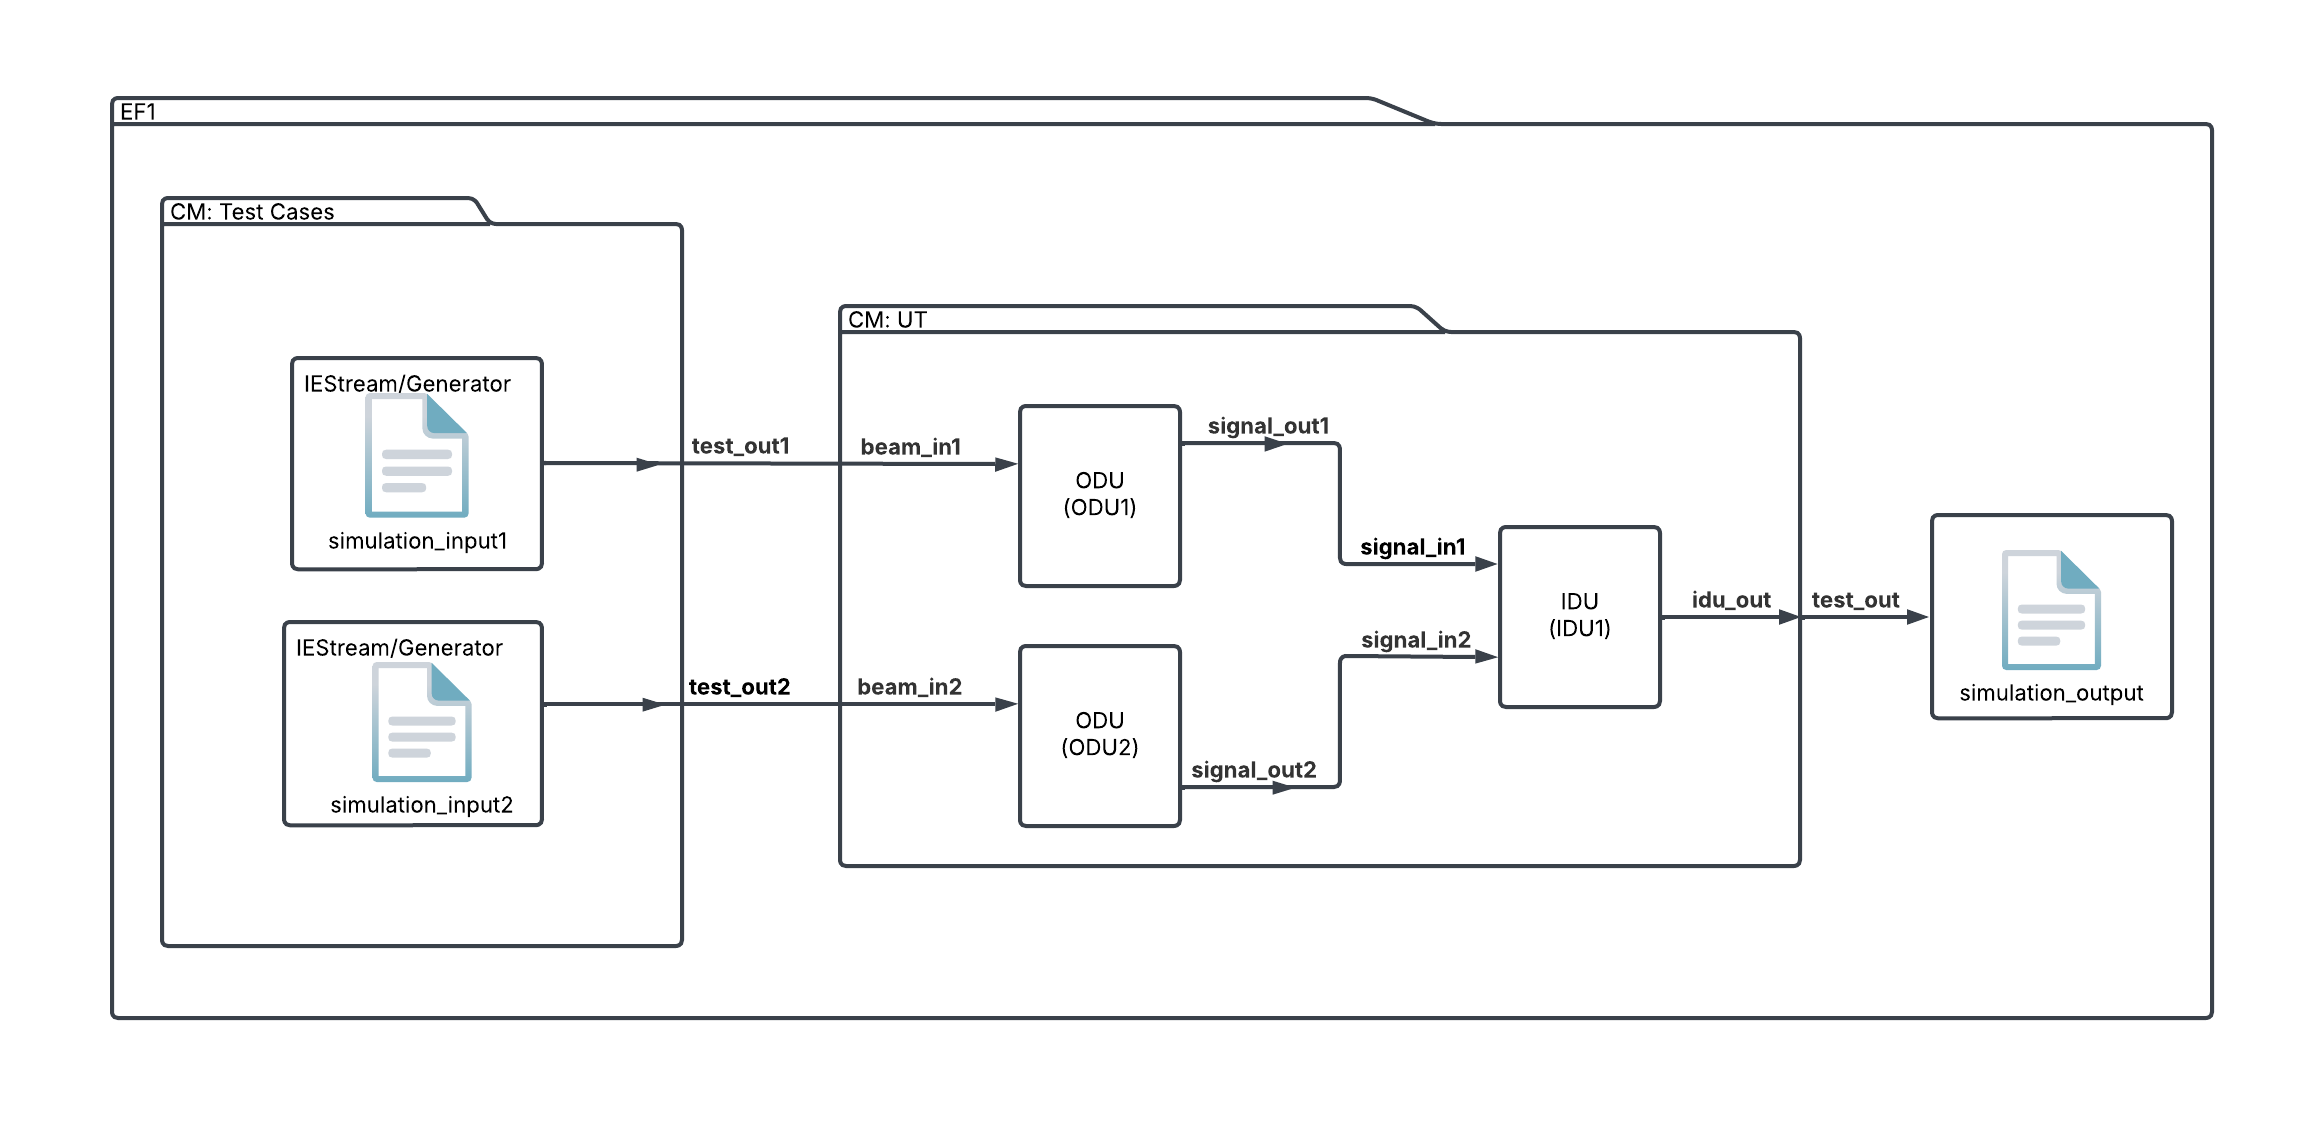 EF1
CM: Test Cases
IEStream/Generator
simulation_input1
IEStream/Generator
simulation_input2
test_out1
test_out2
CM: UT
beam_in1
beam_in2
ODU
(ODU1)
ODU
(ODU2)
signal_out1
signal_in1
signal_in2
signal_out2
IDU
(IDU1)
idu_out
test_out
simulation_output